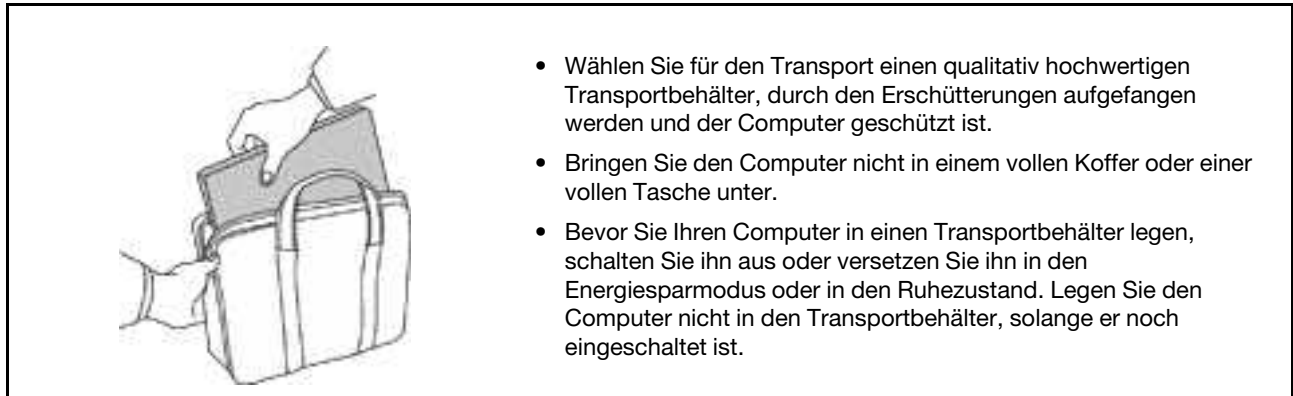 • Wählen Sie für den Transport einen qualitativ hochwertigen
Transportbehälter, durch den Erschütterungen aufgefangen
werden und der Computer geschützt ist.
• Bringen Sie den Computer nicht in einem vollen Koffer oder einer
vollen Tasche unter.
• Bevor Sie Ihren Computer in einen Transportbehälter legen,
schalten Sie ihn aus oder versetzen Sie ihn in den
Energiesparmodus oder in den Ruhezustand. Legen Sie den
Computer nicht in den Transportbehälter, solange er noch
eingeschaltet ist.